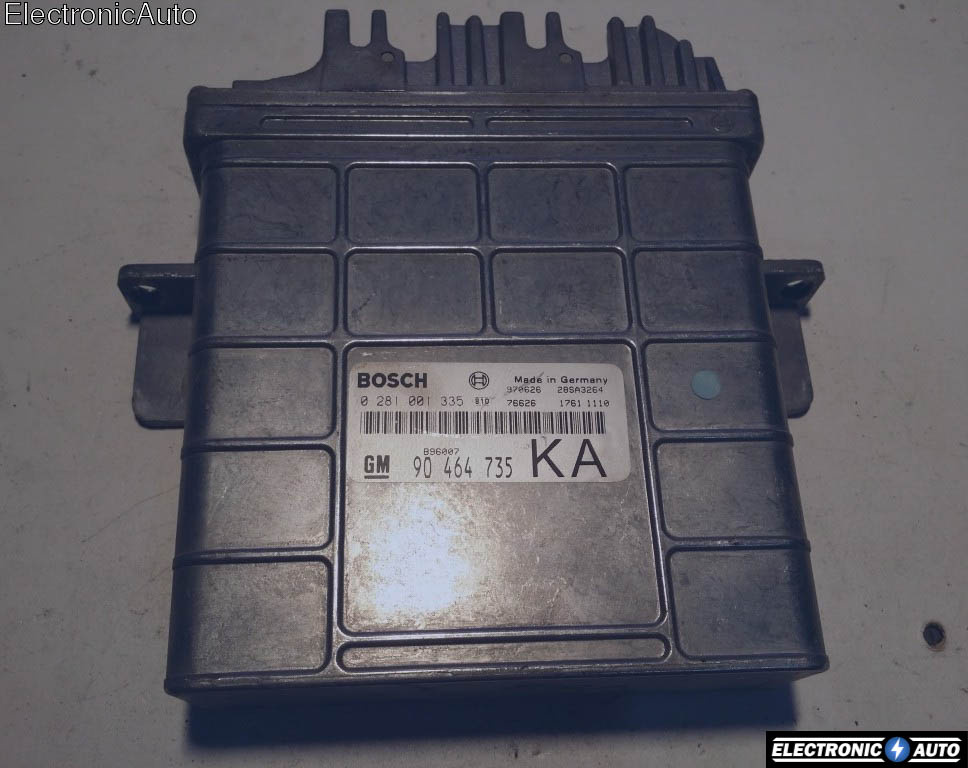 ElectronicAuto
BOSCH Made in Germany
970626 28SA3264
0 281 001 335 76626 1761 1110
B96007
GM 90 464 735 KA
ELECTRONIC AUTO